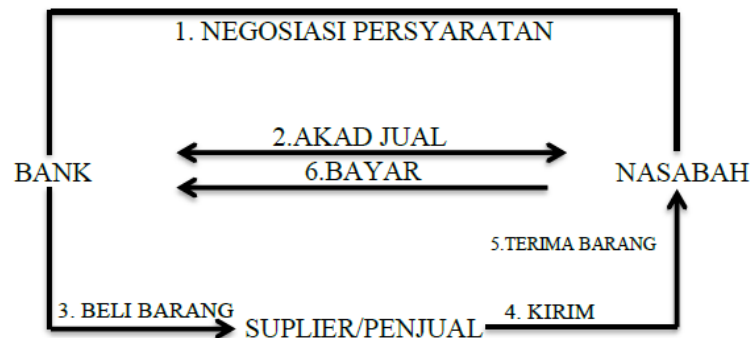 1. NEGOSIASI PERSYARATAN
2.AKAD JUAL
BANK
6.BAYAR
NASABAH
5.TERIMA BARANG
3. BELI BARANG
SUPLIER/PENJUAL
4. KIRIM